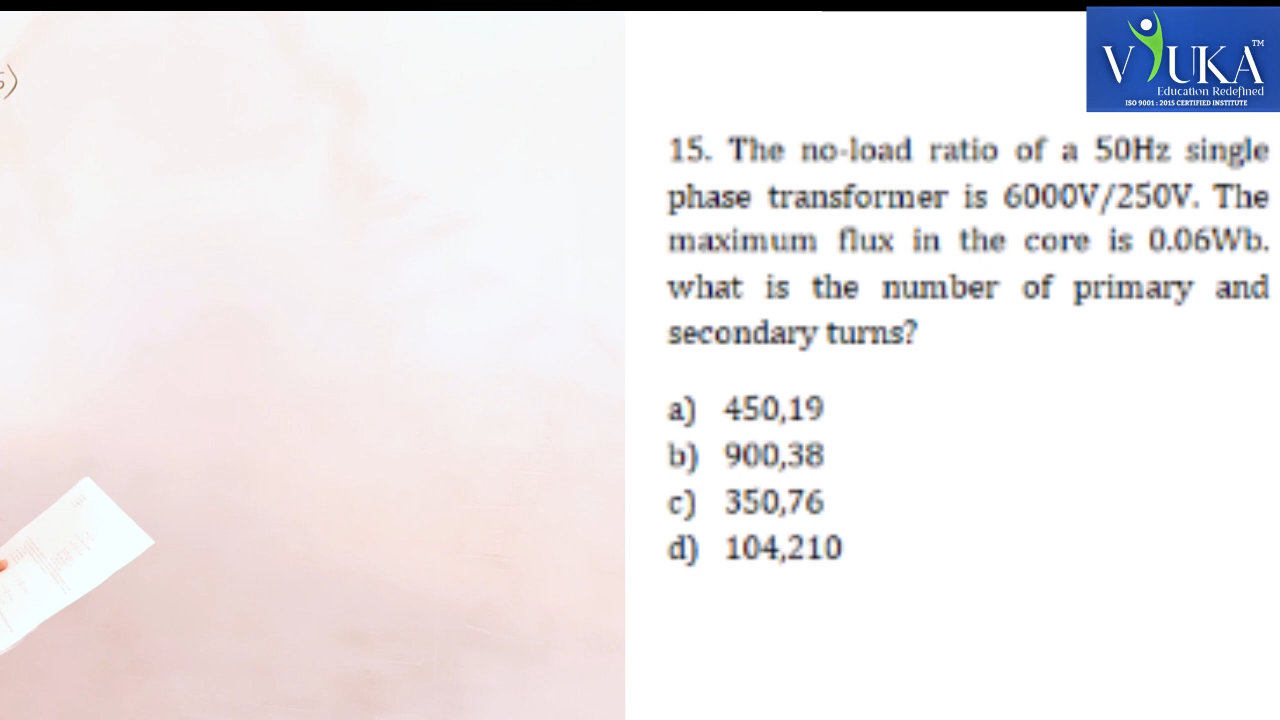 V UKA
TM
Education Redefined
ISO 9001 : 2015 CERTIFIED INSTITUTE
15. The no-load ratio of a 50Hz single
phase transformer is 6000V/250V. The
maximum flux in the core is 0.06Wb.
what is the number of primary and
secondary turns?
a) 450,19
b) 900,38
c) 350,76
d) 104,210